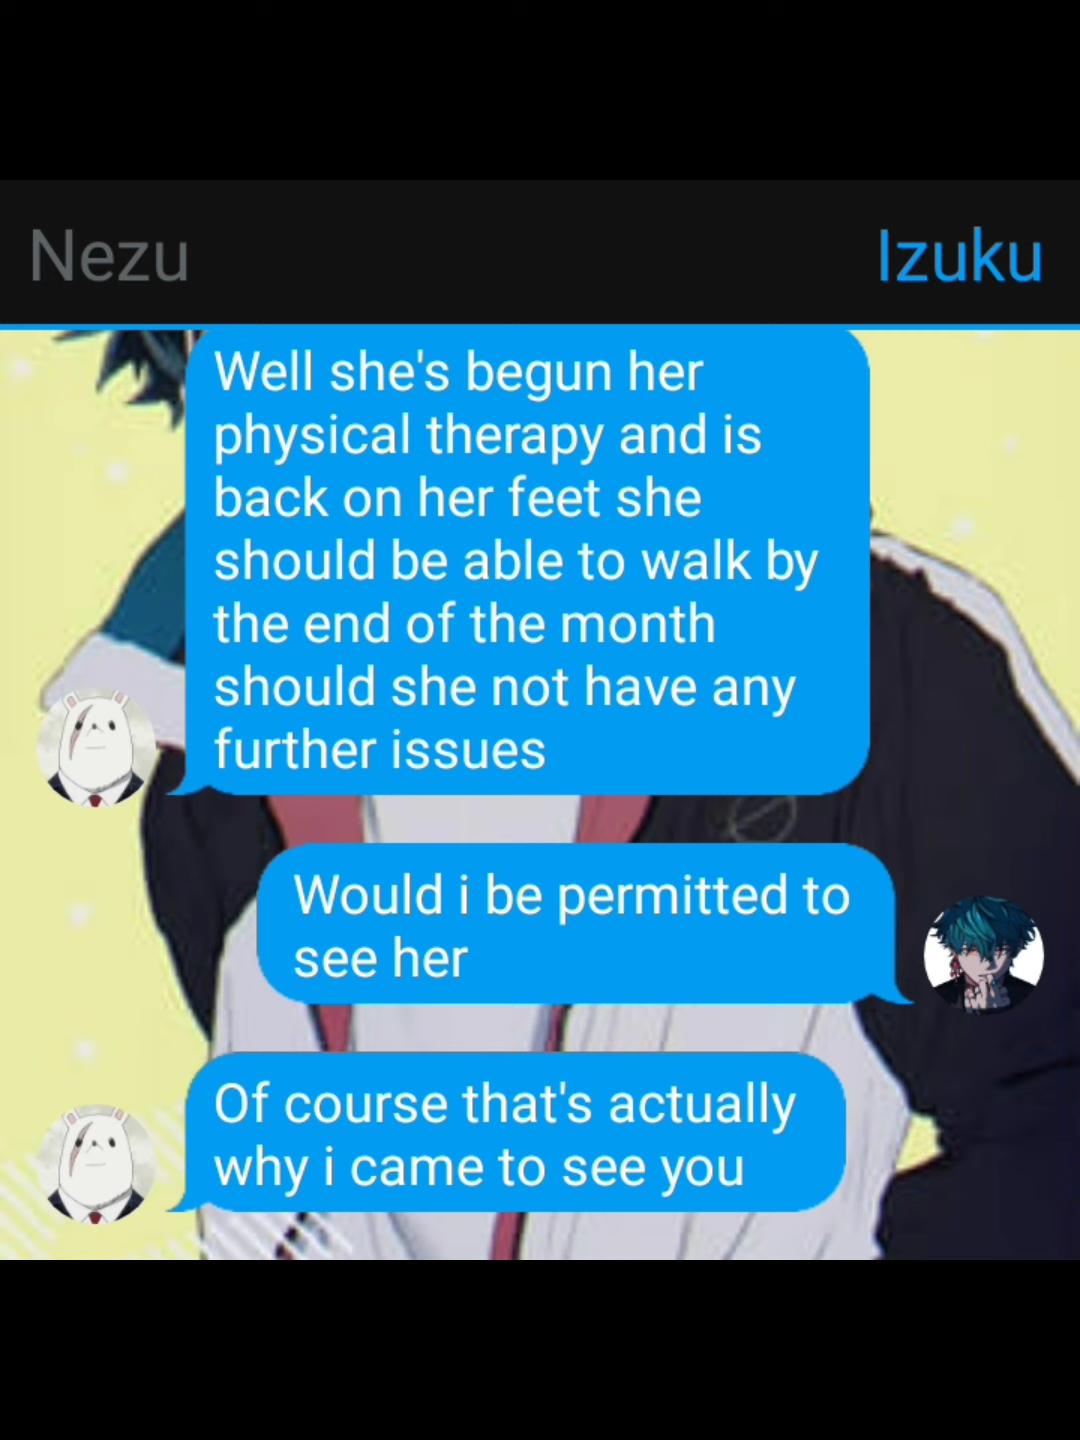 Nezu Izuku
Well she's begun her
physical therapy and is
back on her feet she
should be able to walk by
the end of the month
should she not have any
further issues
Would i be permitted to
see her
Of course that's actually
why i came to see you